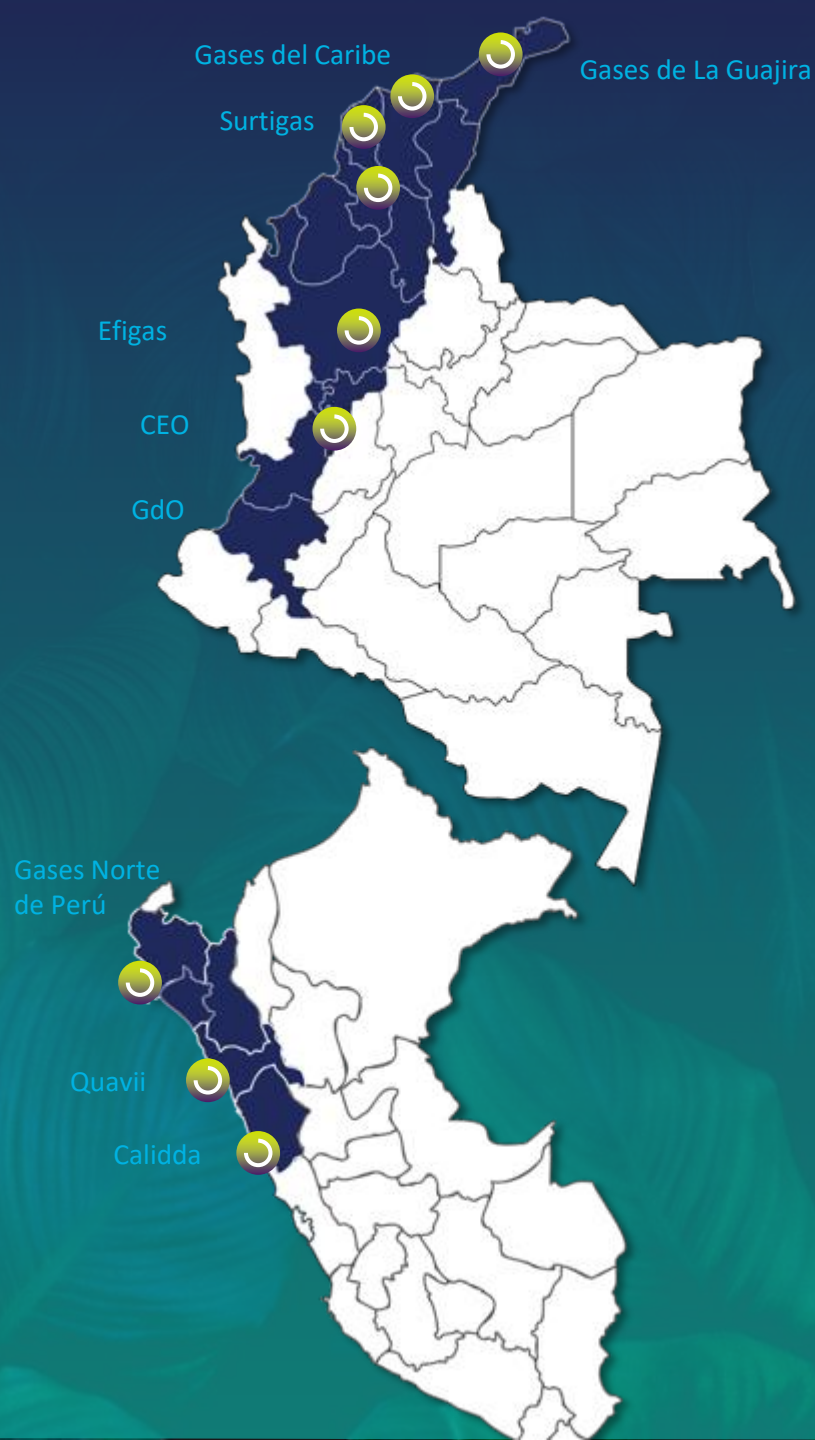 Gases del Caribe
Gases de La Guajira
Surtigas
Efigas
CEO
GdO
Gases Norte
de Perú
Quavii
Calidda